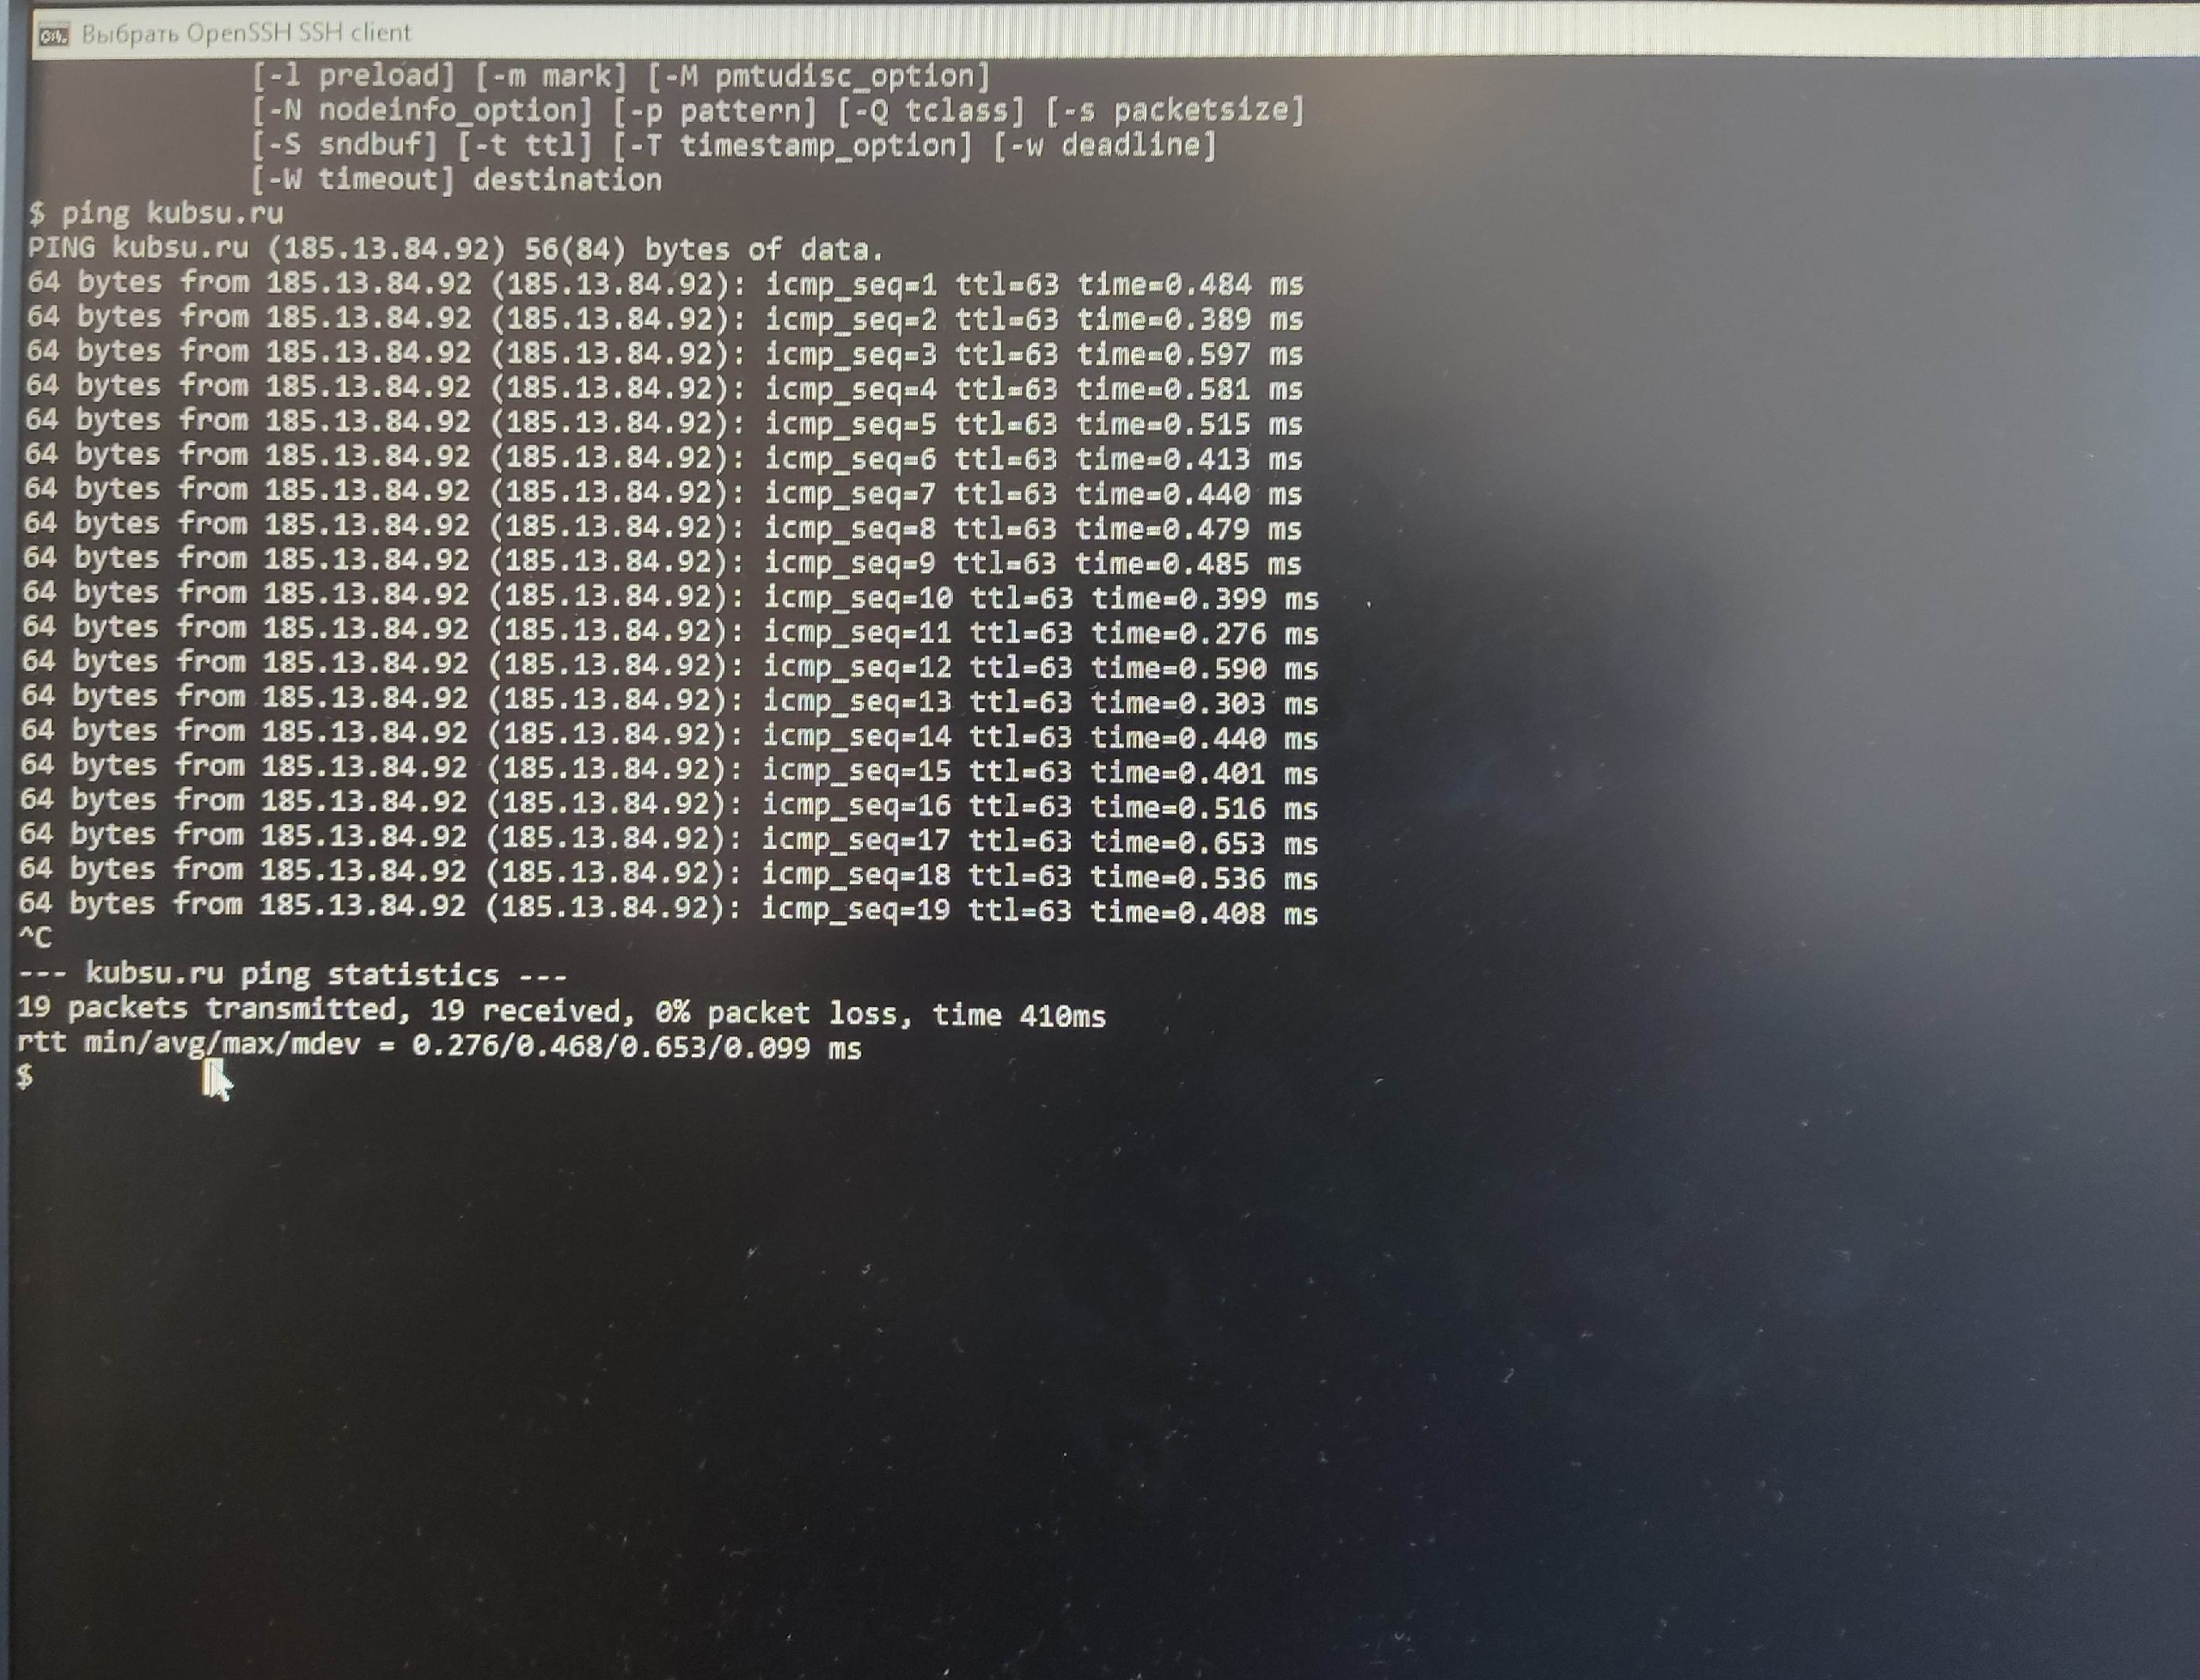 Выбрать OpenSSH SSH client
[-l preload] [-m mark] [-M pmtudisc_option]
[-N nodeinfo_option] [-p pattern] [-Q tclass] [-s packetsize]
[-S sndbuf] [-t ttl] [-T timestamp_option] [-w deadline]
[-W timeout] destination
$ ping kubsu.ru
PING kubsu.ru (185.13.84.92) 56(84) bytes of data.
64 bytes from 185.13.84.92 (185.13.84.92): icmp_seq=1 ttl=63 time=0.484 ms
64 bytes from 185.13.84.92 (185.13.84.92): icmp_seq=2 ttl=63 time=0.389 ms
64 bytes from 185.13.84.92 (185.13.84.92): icmp_seq=3 ttl=63 time=0.597 ms
64 bytes from 185.13.84.92 (185.13.84.92): icmp_seq=4 ttl=63 time=0.581 ms
64 bytes from 185.13.84.92 (185.13.84.92): icmp_seq=5 ttl=63 time=0.515 ms
64 bytes from 185.13.84.92 (185.13.84.92): icmp_seq=6 ttl=63 time=0.413 ms
64 bytes from 185.13.84.92 (185.13.84.92): icmp_seq=7 ttl=63 time=0.440 ms
64 bytes from 185.13.84.92 (185.13.84.92): icmp_seq=8 ttl=63 time=0.479 ms
64 bytes from 185.13.84.92 (185.13.84.92): icmp_seq=9 ttl=63 time=0.485 ms
64 bytes from 185.13.84.92 (185.13.84.92): icmp_seq=10 ttl=63 time=0.399 ms
64 bytes from 185.13.84.92 (185.13.84.92): icmp_seq=11 ttl=63 time=0.276 ms
64 bytes from 185.13.84.92 (185.13.84.92): icmp_seq=12 ttl=63 time=0.590 ms
64 bytes from 185.13.84.92 (185.13.84.92): icmp_seq=13 ttl=63 time=0.303 ms
64 bytes from 185.13.84.92 (185.13.84.92): icmp_seq=14 ttl=63 time=0.440 ms
64 bytes from 185.13.84.92 (185.13.84.92): icmp_seq=15 ttl=63 time=0.401 ms
64 bytes from 185.13.84.92 (185.13.84.92): icmp_seq=16 ttl=63 time=0.516 ms
64 bytes from 185.13.84.92 (185.13.84.92): icmp_seq=17 ttl=63 time=0.653 ms
64 bytes from 185.13.84.92 (185.13.84.92): icmp_seq=18 ttl=63 time=0.536 ms
64 bytes from 185.13.84.92 (185.13.84.92): icmp_seq=19 ttl=63 time=0.408 ms
^C
--- kubsu.ru ping statistics ---
19 packets transmitted, 19 received, 0% packet loss, time 410ms
rtt min/avg/max/mdev = 0.276/0.468/0.653/0.099 ms
$